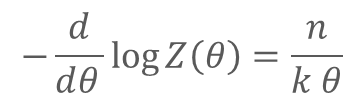 − d/dθ log Z(θ) = n/(k θ)